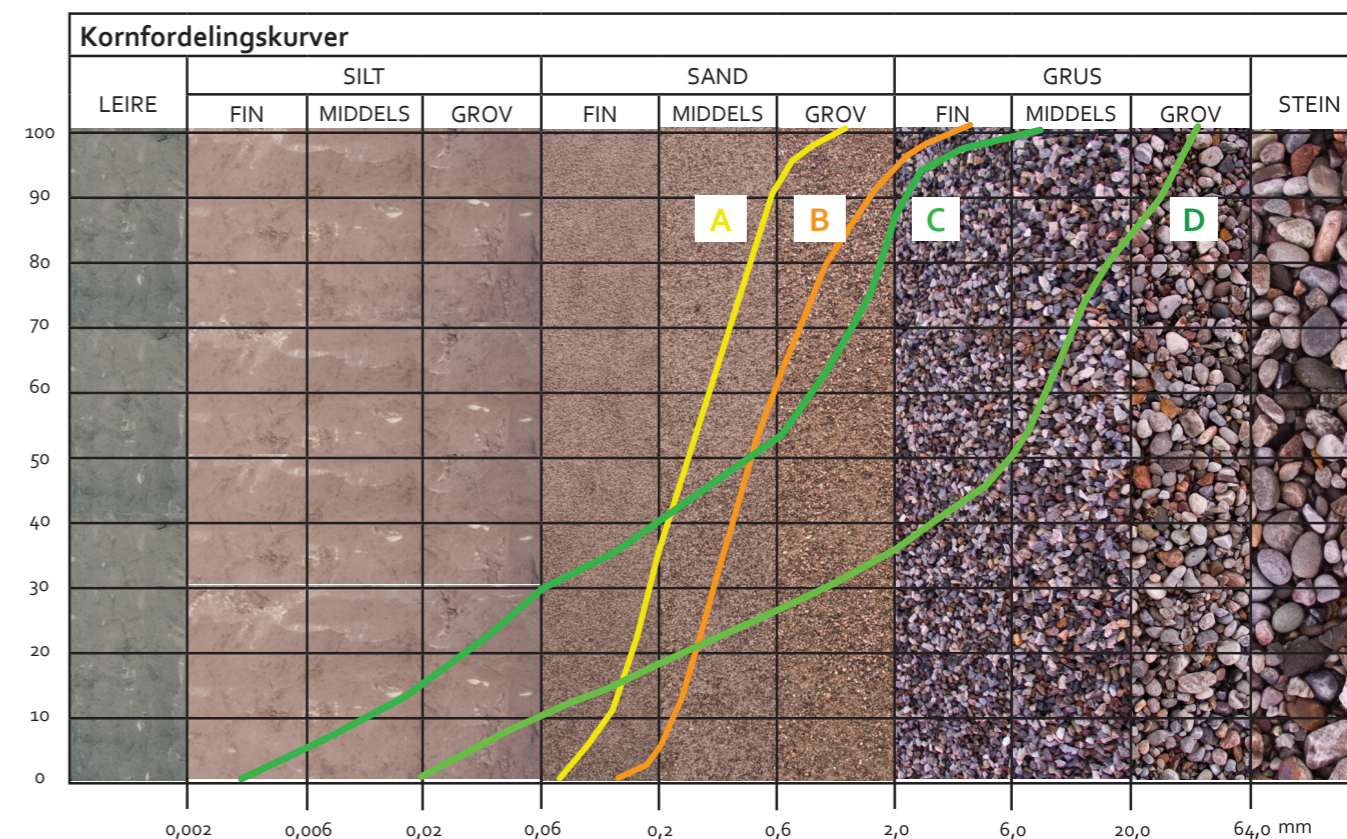 Kornfordelingskurver
SILT SAND GRUS
LEIRE STEIN
FIN MIDDELS GROV FIN MIDDELS GROV FIN MIDDELS GROV
100
90
A B C D
80
70
60
50
40
30
20
10
0
0,002 0,006 0,02 0,06 0,2 0,6 2,0 6,0 20,0 64,0 mm